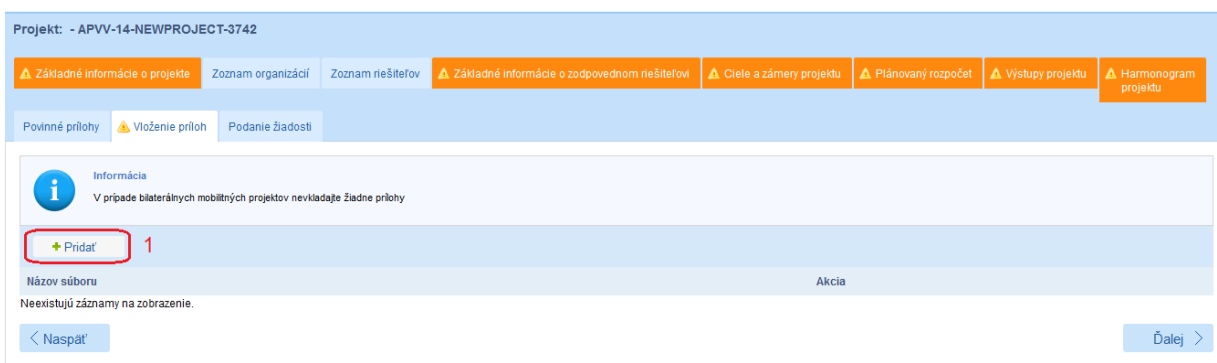 Projekt: - APVV-14-NEWPROJECT-3742
Základné informácie o projekte
Zoznam organizácií
Zoznam riešiteľov
Základné informácie o zodpovednom riešiteľovi
Ciele a zámery projektu
Plánovaný rozpočet
Výstupy projektu
Harmonogram
projektu
Povinné prílohy
Vloženie príloh
Podanie žiadosti
Informácia
V prípade bilaterálnych mobilitných projektov nevkladajte žiadne prílohy
+ Pridať
1
Názov súboru
Akcia
Neexistujú záznamy na zobrazenie.
< Naspäť
Ďalej >